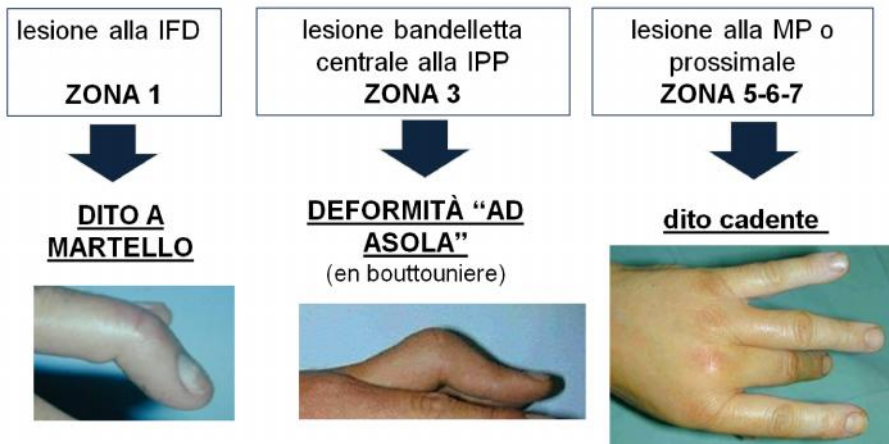 lesione alla IFD
ZONA 1
DITO A
MARTELLO
lesione bandelletta
centrale alla IPP
ZONA 3
DEFORMITÀ “AD
ASOLA”
(en bouttouniere)
lesione alla MP o
prossimale
ZONA 5-6-7
dito cadente